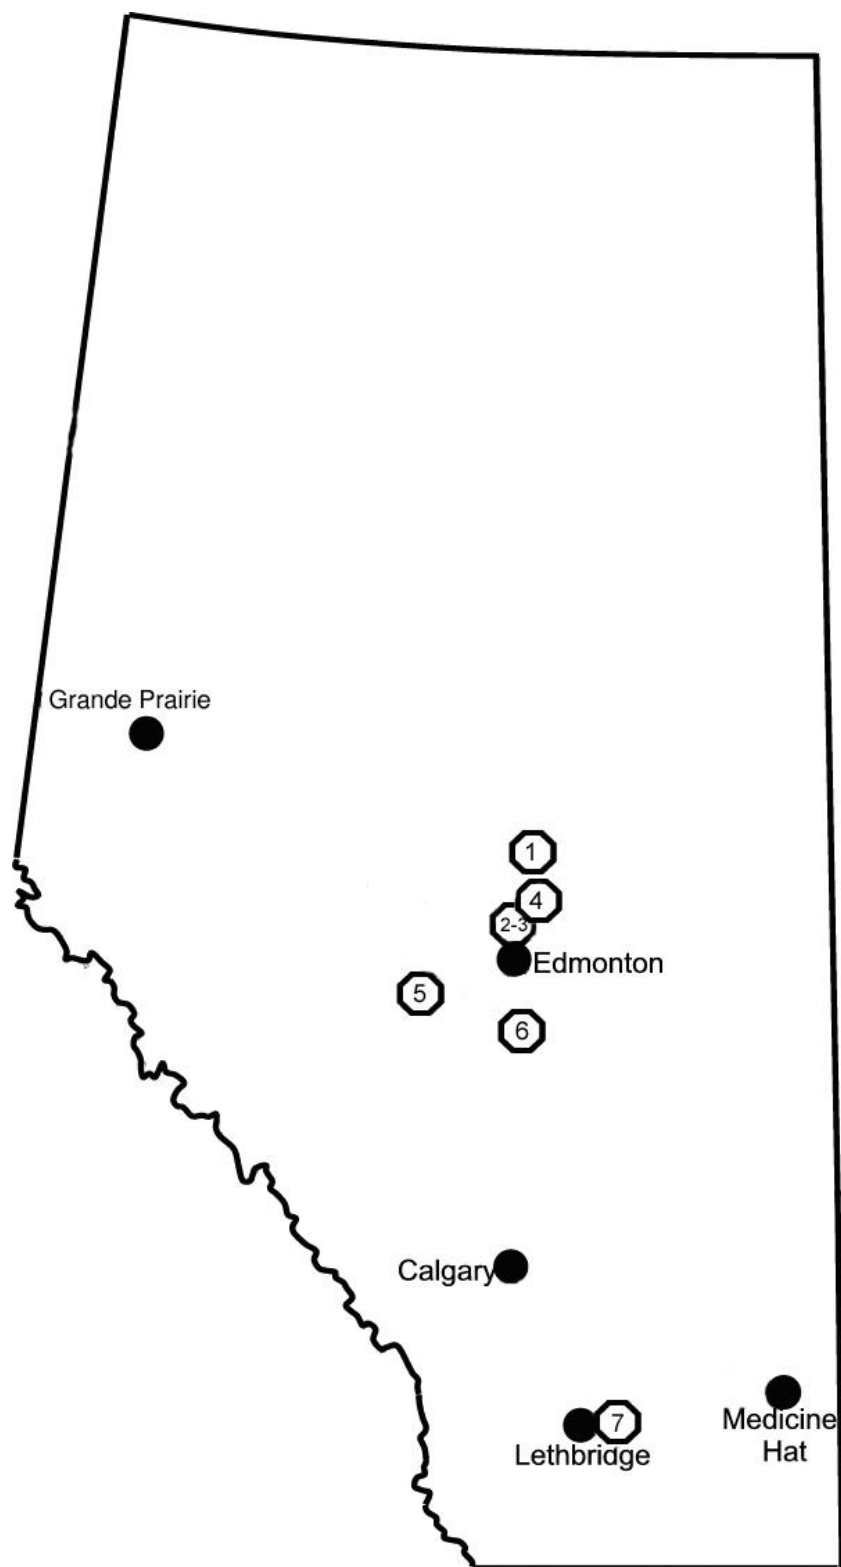 Grande Prairie
1
4
2-3
Edmonton
5
6
Calgary
7
Medicine
Hat
Lethbridge